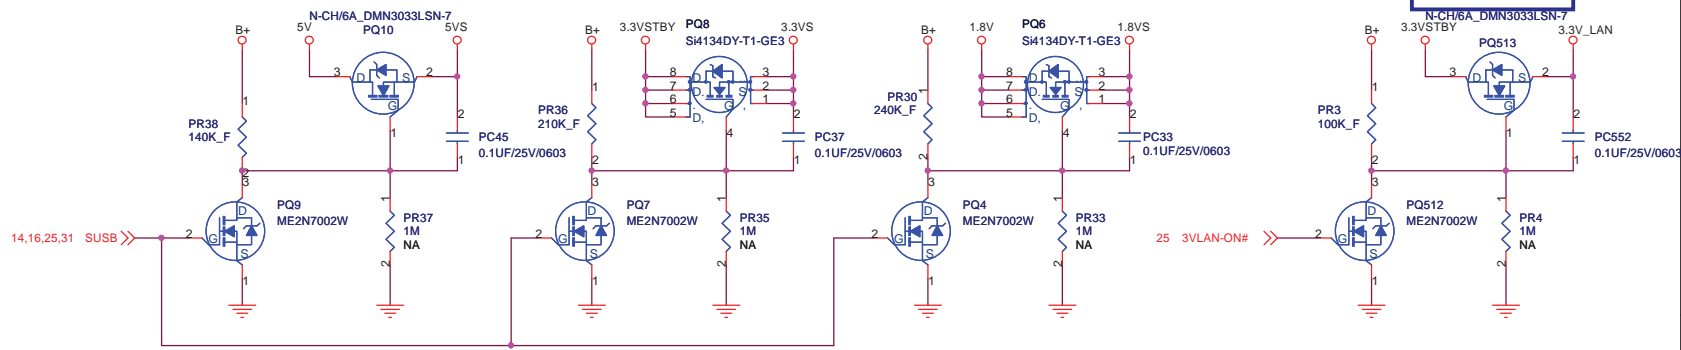 N-CH/6A_DMN3033LSN-7
PQ10
B+
5V
5VS
3
D
S
2
G
1
1
PR38
140K_F
2
2
PC45
0.1UF/25V/0603
1
3
PQ9
ME2N7002W
D
G
S
14,16,25,31 SUSB
2
1
1
PR37
1M
NA
2
B+
3.3VSTBY
PQ8
Si4134DY-T1-GE3
3.3VS
8
7
6
5
D
D.
.
D,
S
G
,
3
2
1
4
1
PR36
210K_F
2
2
PC37
0.1UF/25V/0603
1
3
PQ7
ME2N7002W
D
G
S
2
1
1
PR35
1M
NA
2
B+
1.8V
PQ6
Si4134DY-T1-GE3
1.8VS
8
7
6
5
D
D.
.
D,
S
G
,
3
2
1
4
1
PR30
240K_F
2
2
PC33
0.1UF/25V/0603
1
3
PQ4
ME2N7002W
D
G
S
2
1
1
PR33
1M
NA
2
N-CH/6A_DMN3033LSN-7
B+
3.3VSTBY
PQ513
3.3V_LAN
3
D
S
2
G
1
1
PR3
100K_F
2
2
PC552
0.1UF/25V/0603
1
3
PQ512
ME2N7002W
D
G
S
25 3VLAN-ON#
2
1
1
PR4
1M
NA
2